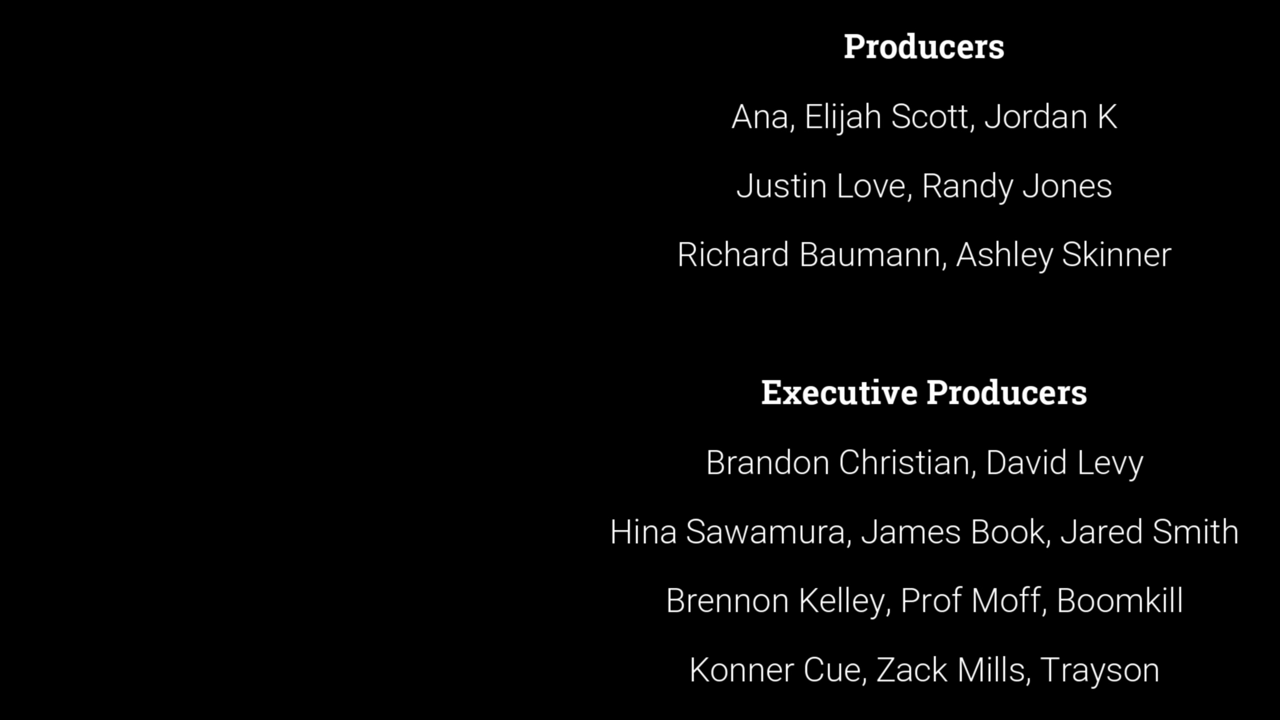 Producers
Ana, Elijah Scott, Jordan K
Justin Love, Randy Jones
Richard Baumann, Ashley Skinner
Executive Producers
Brandon Christian, David Levy
Hina Sawamura, James Book, Jared Smith
Brennon Kelley, Prof Moff, Boomkill
Konner Cue, Zack Mills, Trayson